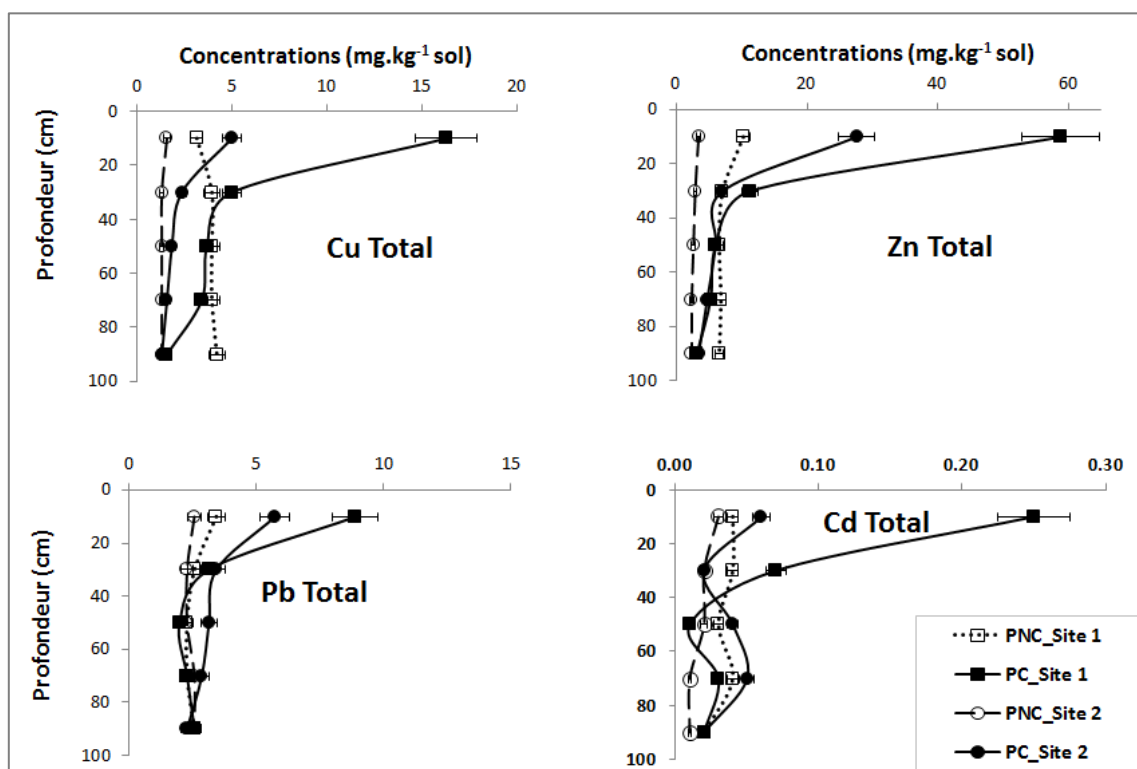 Concentrations (mg.kg⁻¹ sol)
0 5 10 15 20
0
20
40
60
80
100
Profondeur (cm)
Cu Total
Concentrations (mg.kg⁻¹ sol)
0 20 40 60
0
20
40
60
80
100
Zn Total
0 5 10 15
0
20
40
60
80
100
Profondeur (cm)
Pb Total
0.00 0.10 0.20 0.30
0
20
40
60
80
100
Profondeur (cm)
Cd Total
PNC_Site 1
PC_Site 1
PNC_Site 2
PC_Site 2